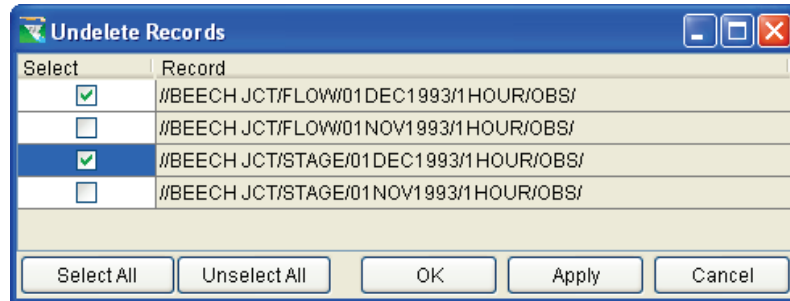 Undelete Records
Select Record
//BEECH JCT/FLOW/01DEC1993/1HOUR/OBS/
//BEECH JCT/FLOW/01NOV1993/1HOUR/OBS/
//BEECH JCT/STAGE/01DEC1993/1HOUR/OBS/
//BEECH JCT/STAGE/01NOV1993/1HOUR/OBS/
Select All Unselect All OK Apply Cancel